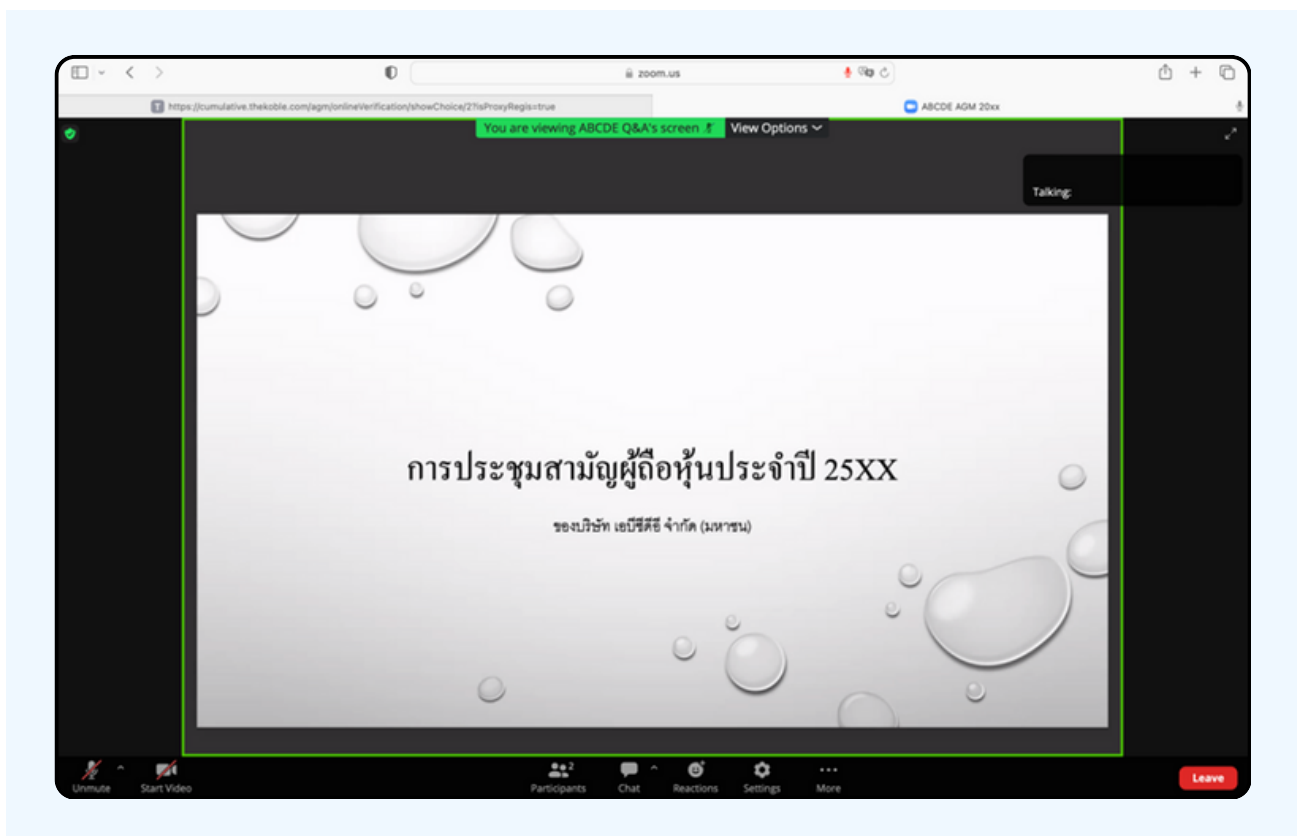 zoom.us
https://cumulative.thekoble.com/agm/onlineVerification/showChoice/2?isProxyRegis=true
ABCDE AGM 20xx
You are viewing ABCDE Q&A's screen
View Options
Talking:
การประชุมสามัญผู้ถือหุ้นประจำปี 25XX
ของบริษัท เอบีซีดีอี จำกัด (มหาชน)
Unmute
Start Video
2
Participants
Chat
Reactions
Settings
More
Leave